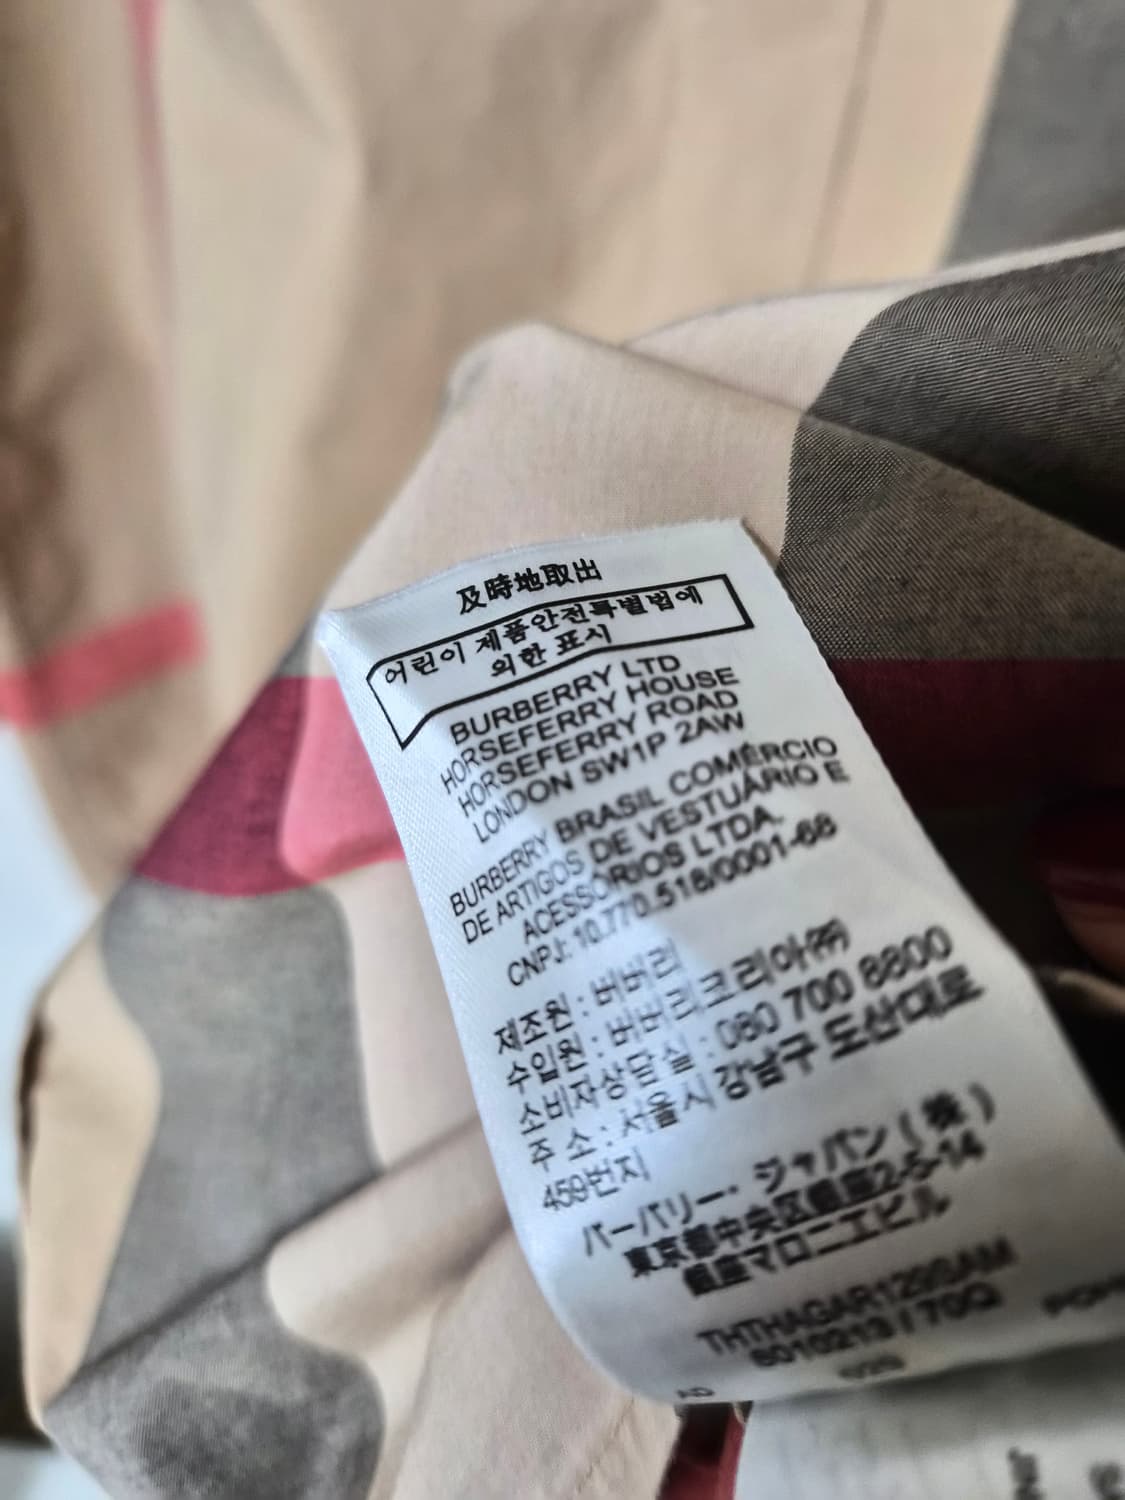 及時地取出
어린이 제품안전특별법에
의한 표시
BURBERRY LTD
HORSEFERRY HOUSE
HORSEFERRY ROAD
LONDON SW1P 2AW
BURBERRY BRASIL COMÉRCIO
DE ARTIGOS DE VESTUÁRIO E
ACESSÓRIOS LTDA.
CNPJ: 10.770.518/0001-68
제조원 : 버버리
수입원 : 버버리코리아㈜
소비자상담실 : 080 700 8800
주 소 : 서울시 강남구 도산대로
459번지
バーバリー・ジャパン(株)
東京都中央区銀座2-5-14
銀座マロニエビル